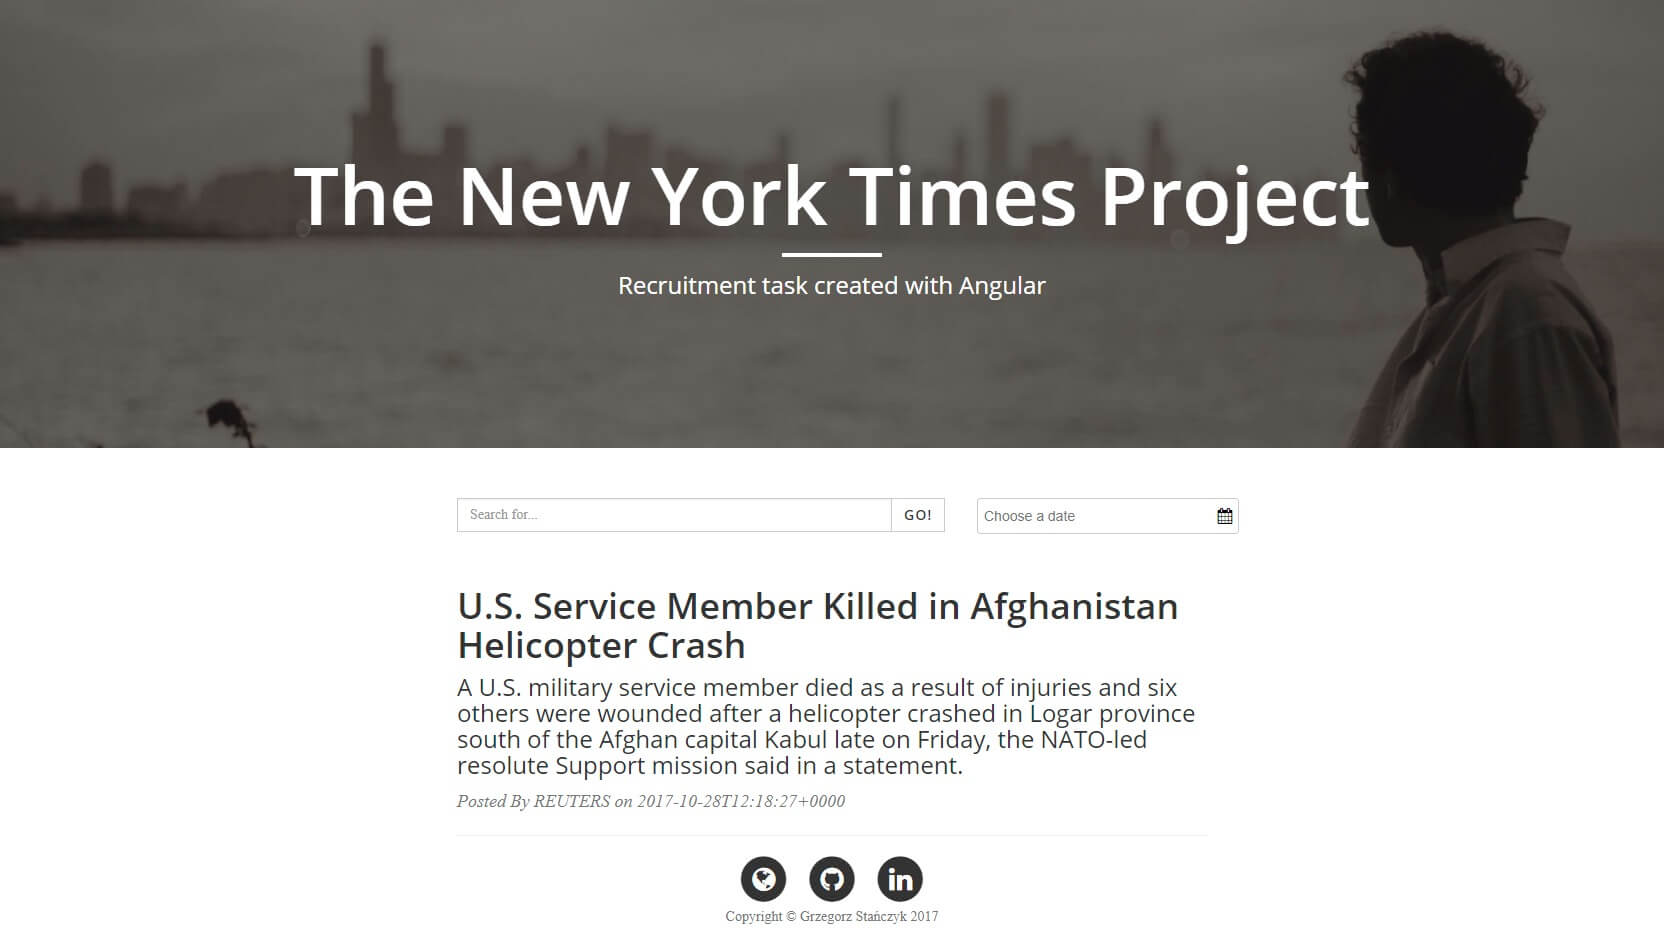 The New York Times Project
Recruitment task created with Angular
Search for...
GO!
Choose a date
U.S. Service Member Killed in Afghanistan
Helicopter Crash
A U.S. military service member died as a result of injuries and six
others were wounded after a helicopter crashed in Logar province
south of the Afghan capital Kabul late on Friday, the NATO-led
resolute Support mission said in a statement.
Posted By REUTERS on 2017-10-28T12:18:27+0000
in
Copyright © Grzegorz Stańczyk 2017